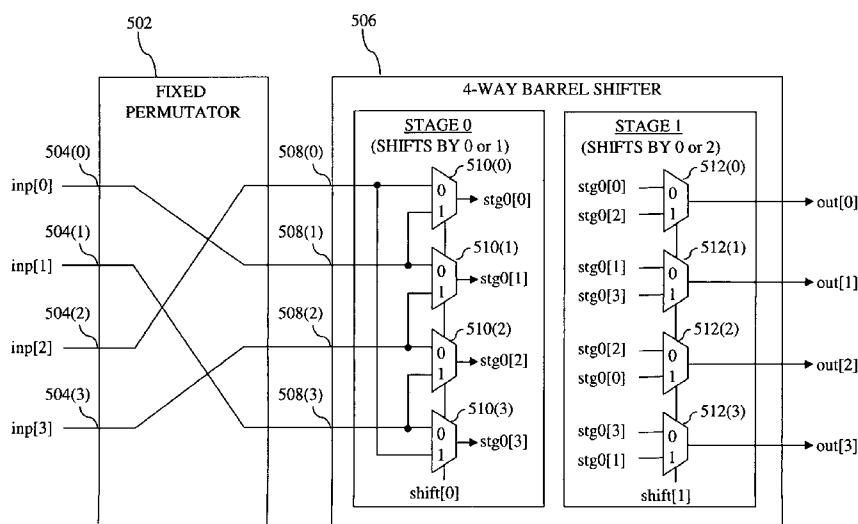 502
506
FIXED
PERMUTATOR
4-WAY BARREL SHIFTER
STAGE 0
(SHIFTS BY 0 or 1)
STAGE 1
(SHIFTS BY 0 or 2)
504(0)
508(0)
510(0)
512(0)
inp[0]
0
1
stg0[0]
stg0[0]
stg0[2]
0
1
out[0]
504(1)
508(1)
510(1)
512(1)
inp[1]
0
1
stg0[1]
stg0[1]
stg0[3]
0
1
out[1]
504(2)
508(2)
510(2)
512(2)
inp[2]
0
1
stg0[2]
stg0[2]
stg0[0]
0
1
out[2]
504(3)
508(3)
510(3)
512(3)
inp[3]
0
1
stg0[3]
stg0[3]
stg0[1]
0
1
out[3]
shift[0]
shift[1]